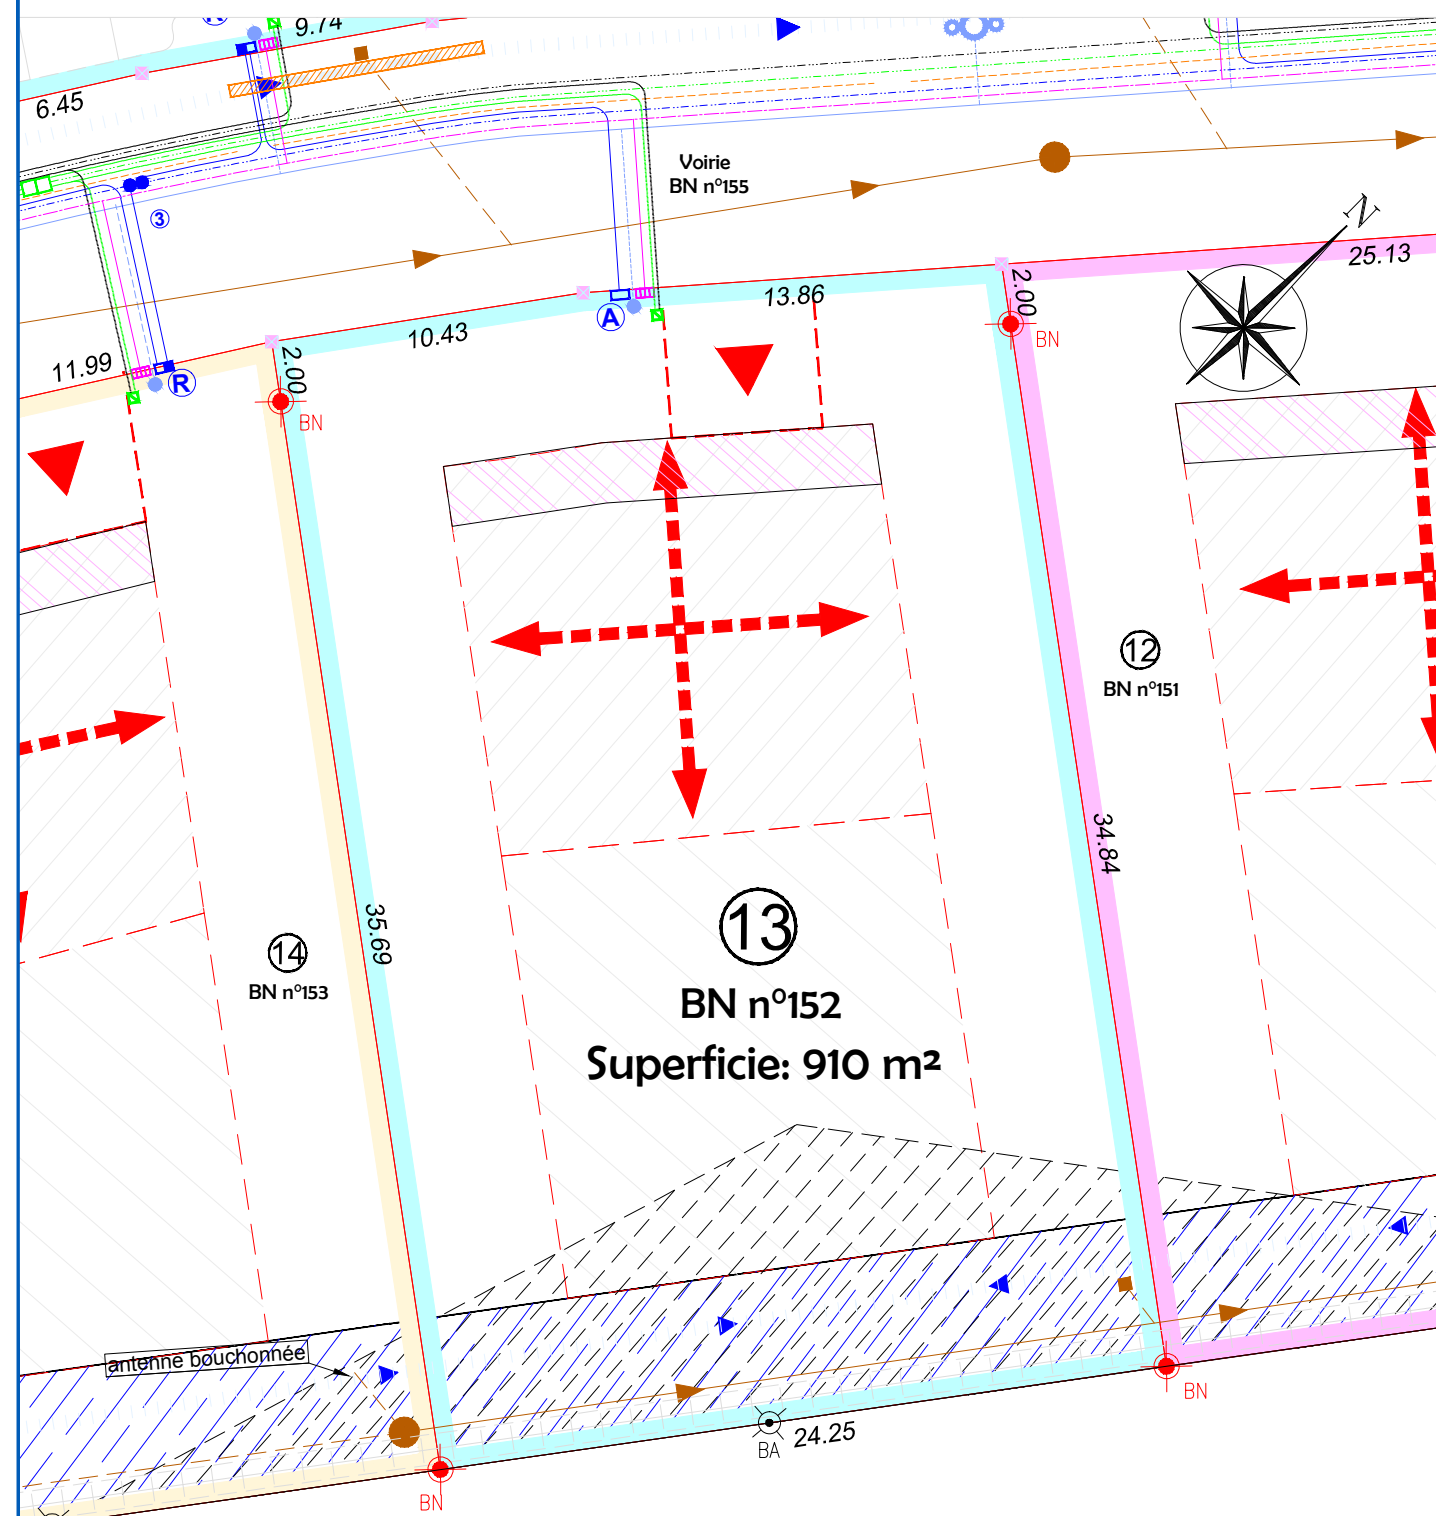 9.74
6.45
Voirie
BN n°155
3
N
25.13
2.00
13.86
A
10.43
BN
11.99
2.00
R
BN
12
BN n°151
34.84
13
35.69
14
BN n°153
BN n°152
Superficie: 910 m²
antenne bouchonnée
BN
24.25
BA
BN